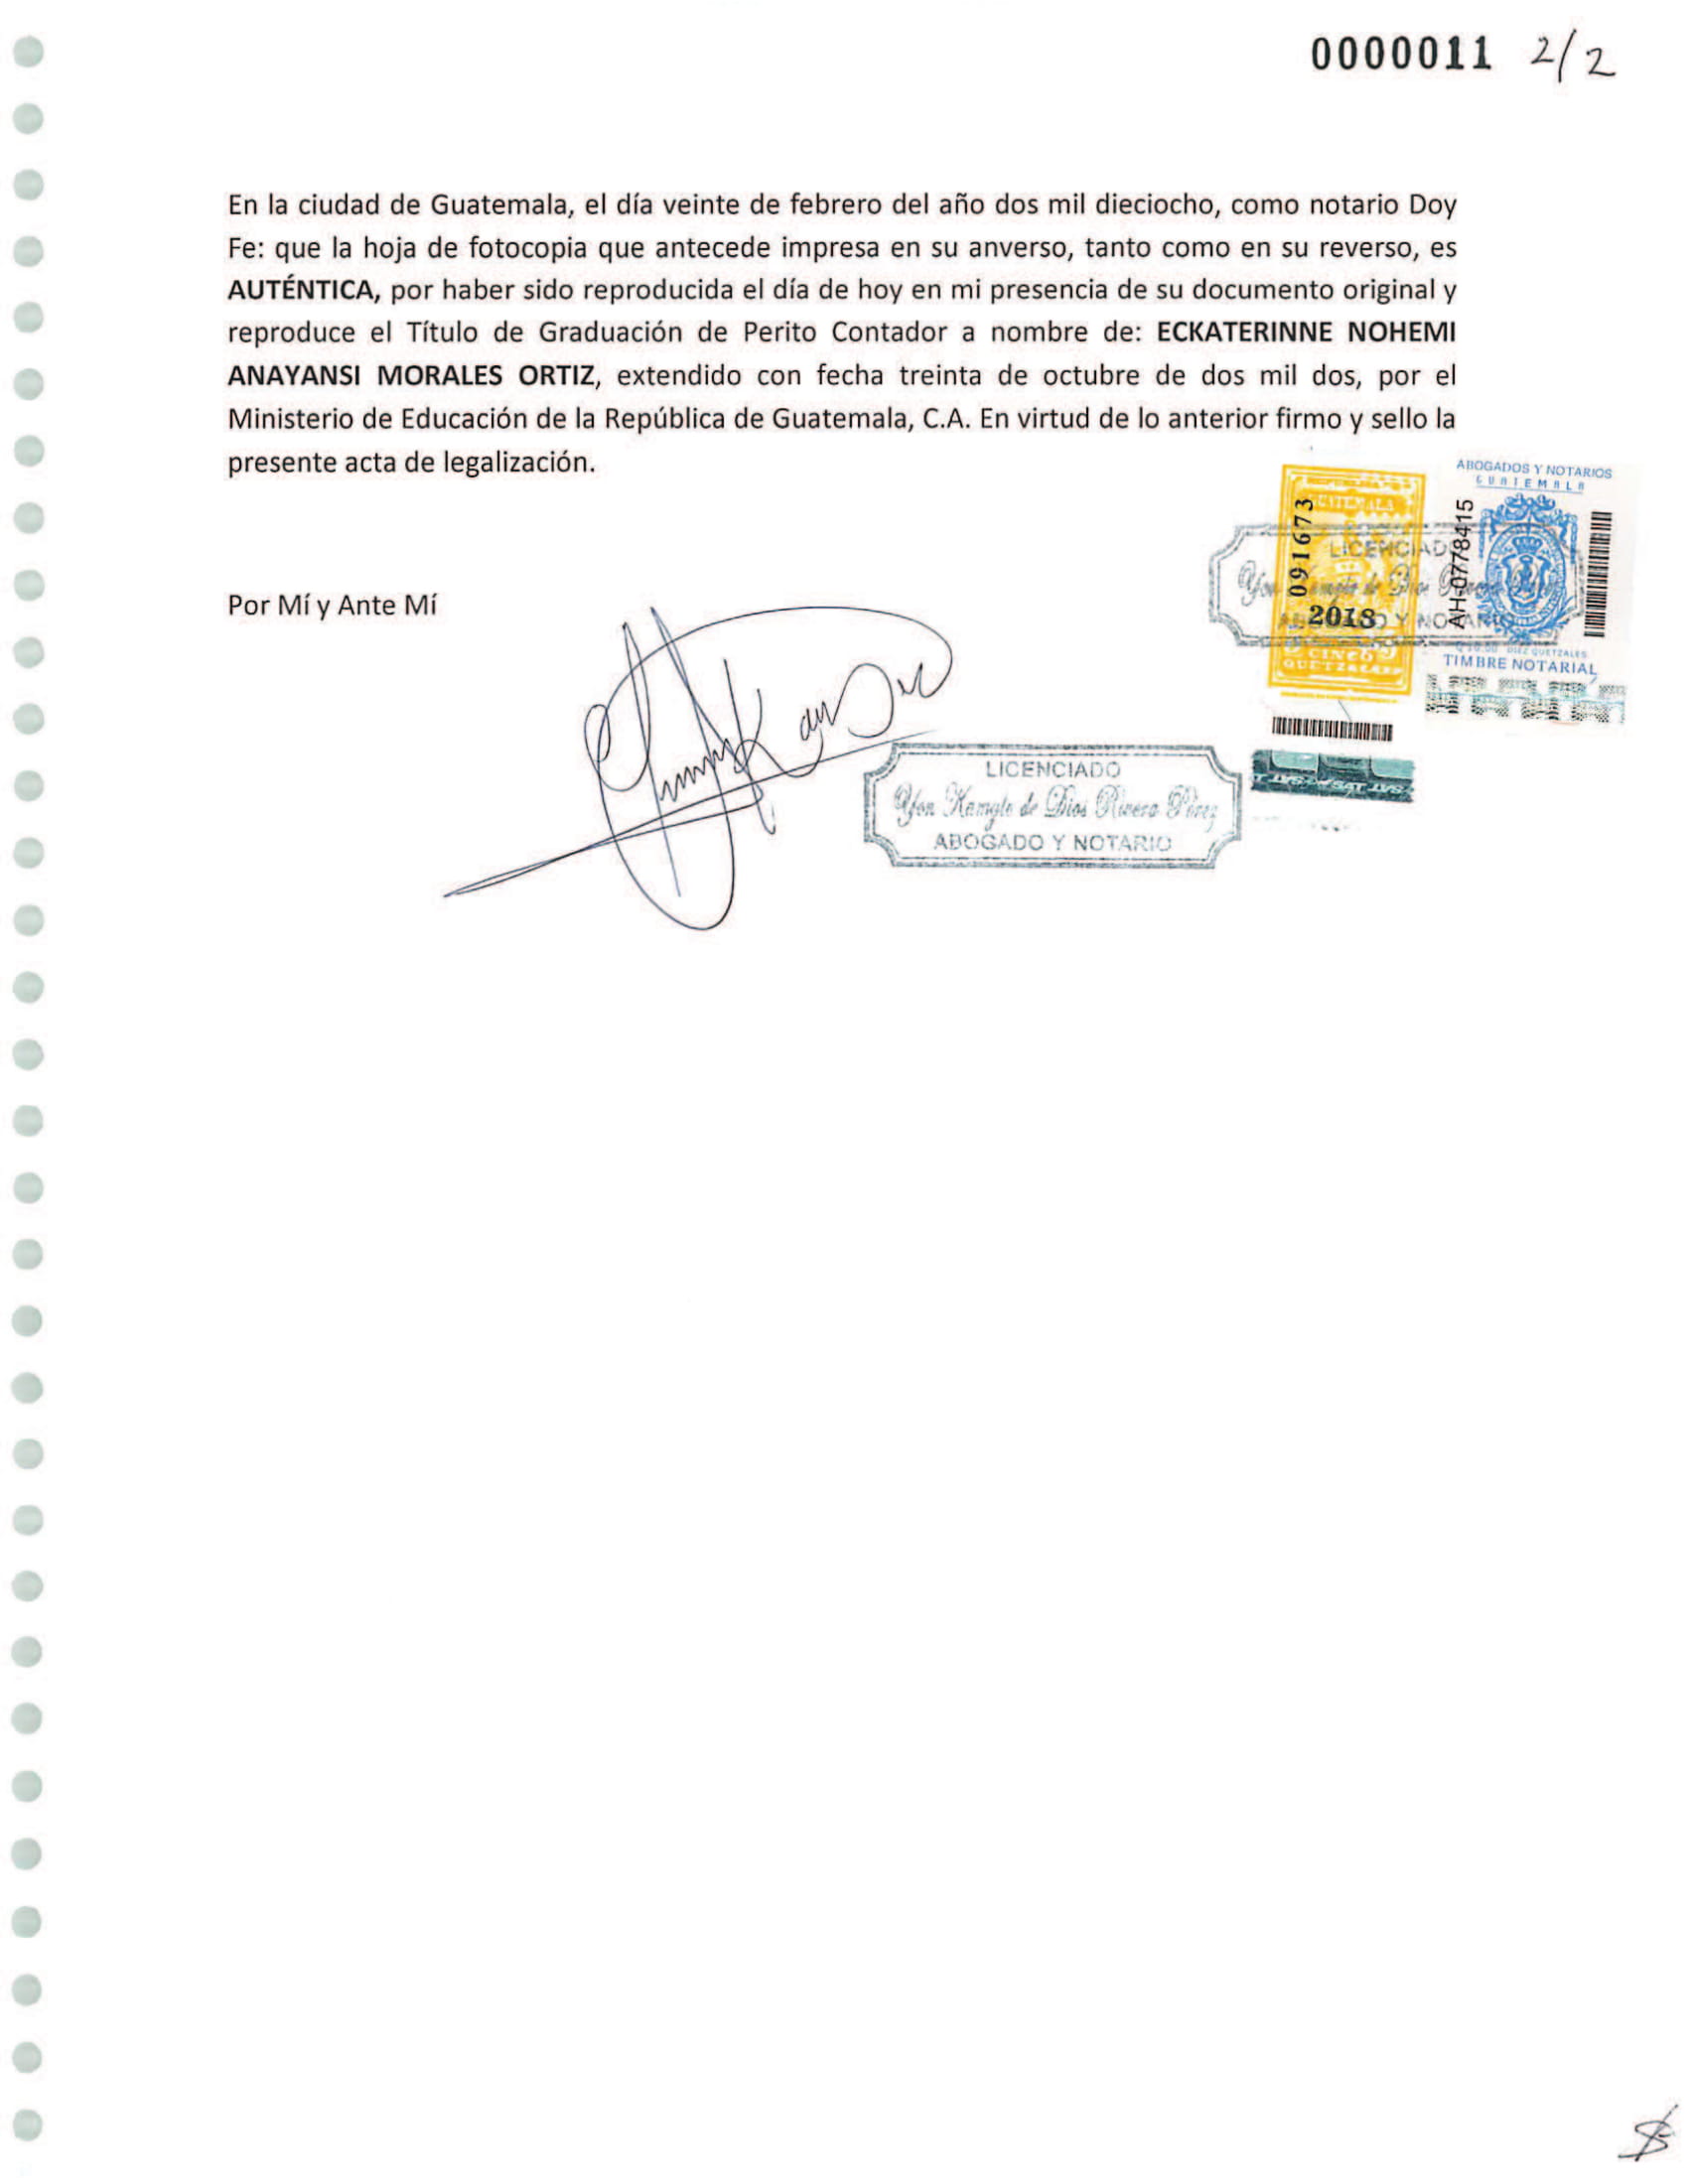 0000011 2/2
En la ciudad de Guatemala, el día veinte de febrero del año dos mil dieciocho, como notario Doy
Fe: que la hoja de fotocopia que antecede impresa en su anverso, tanto como en su reverso, es
AUTÉNTICA, por haber sido reproducida el día de hoy en mi presencia de su documento original y
reproduce el Título de Graduación de Perito Contador a nombre de: ECKATERINNE NOHEMI
ANAYANSI MORALES ORTIZ, extendido con fecha treinta de octubre de dos mil dos, por el
Ministerio de Educación de la República de Guatemala, C.A. En virtud de lo anterior firmo y sello la
presente acta de legalización.
ABOGADOS Y NOTARIOS
GUATEMALA
091673
AH-0778415
LICENCIADO
2018
CINCO
QUETZALES
DIEZ QUETZALES
TIMBRE NOTARIAL
Por Mí y Ante Mí
LICENCIADO
de Dios Rivera Pérez
ABOGADO Y NOTARIO